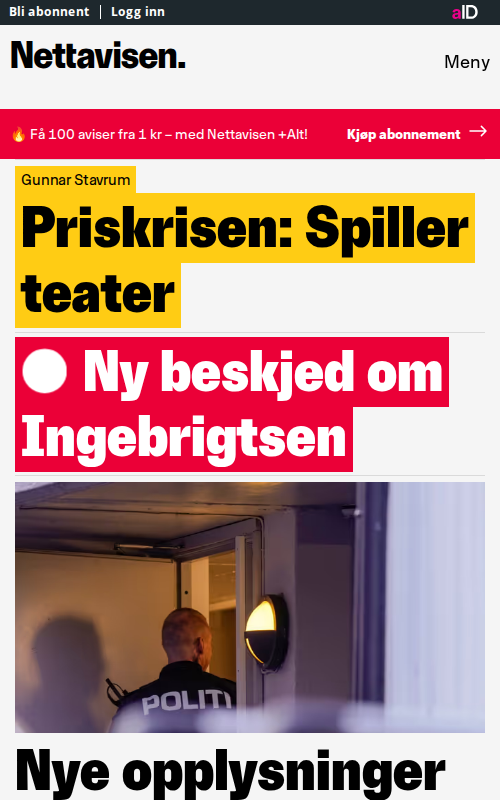 Bli abonnent | Logg inn
aID
Nettavisen.
Meny
🔥 Få 100 aviser fra 1 kr – med Nettavisen +Alt!
Kjøp abonnement →
Gunnar Stavrum
Priskrisen: Spiller
teater
Ny beskjed om
Ingebrigtsen
POLITI
Nye opplysninger